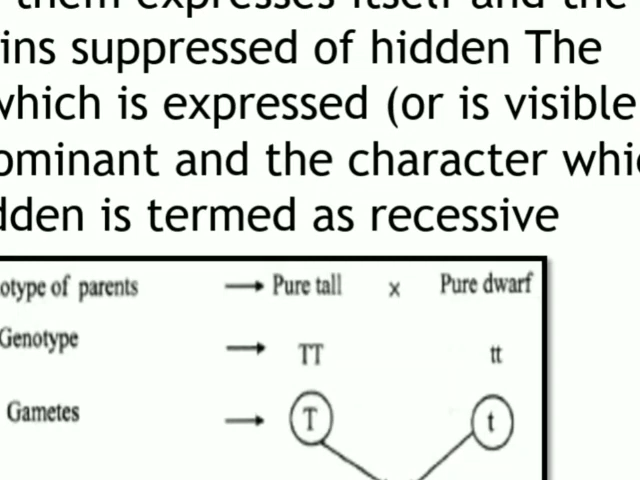 them expresses itself and the
ins suppressed of hidden The
which is expressed (or is visible
ominant and the character whi
dden is termed as recessive
otype of parents → Pure tall x Pure dwarf
Genotype → TT tt
Gametes → T t